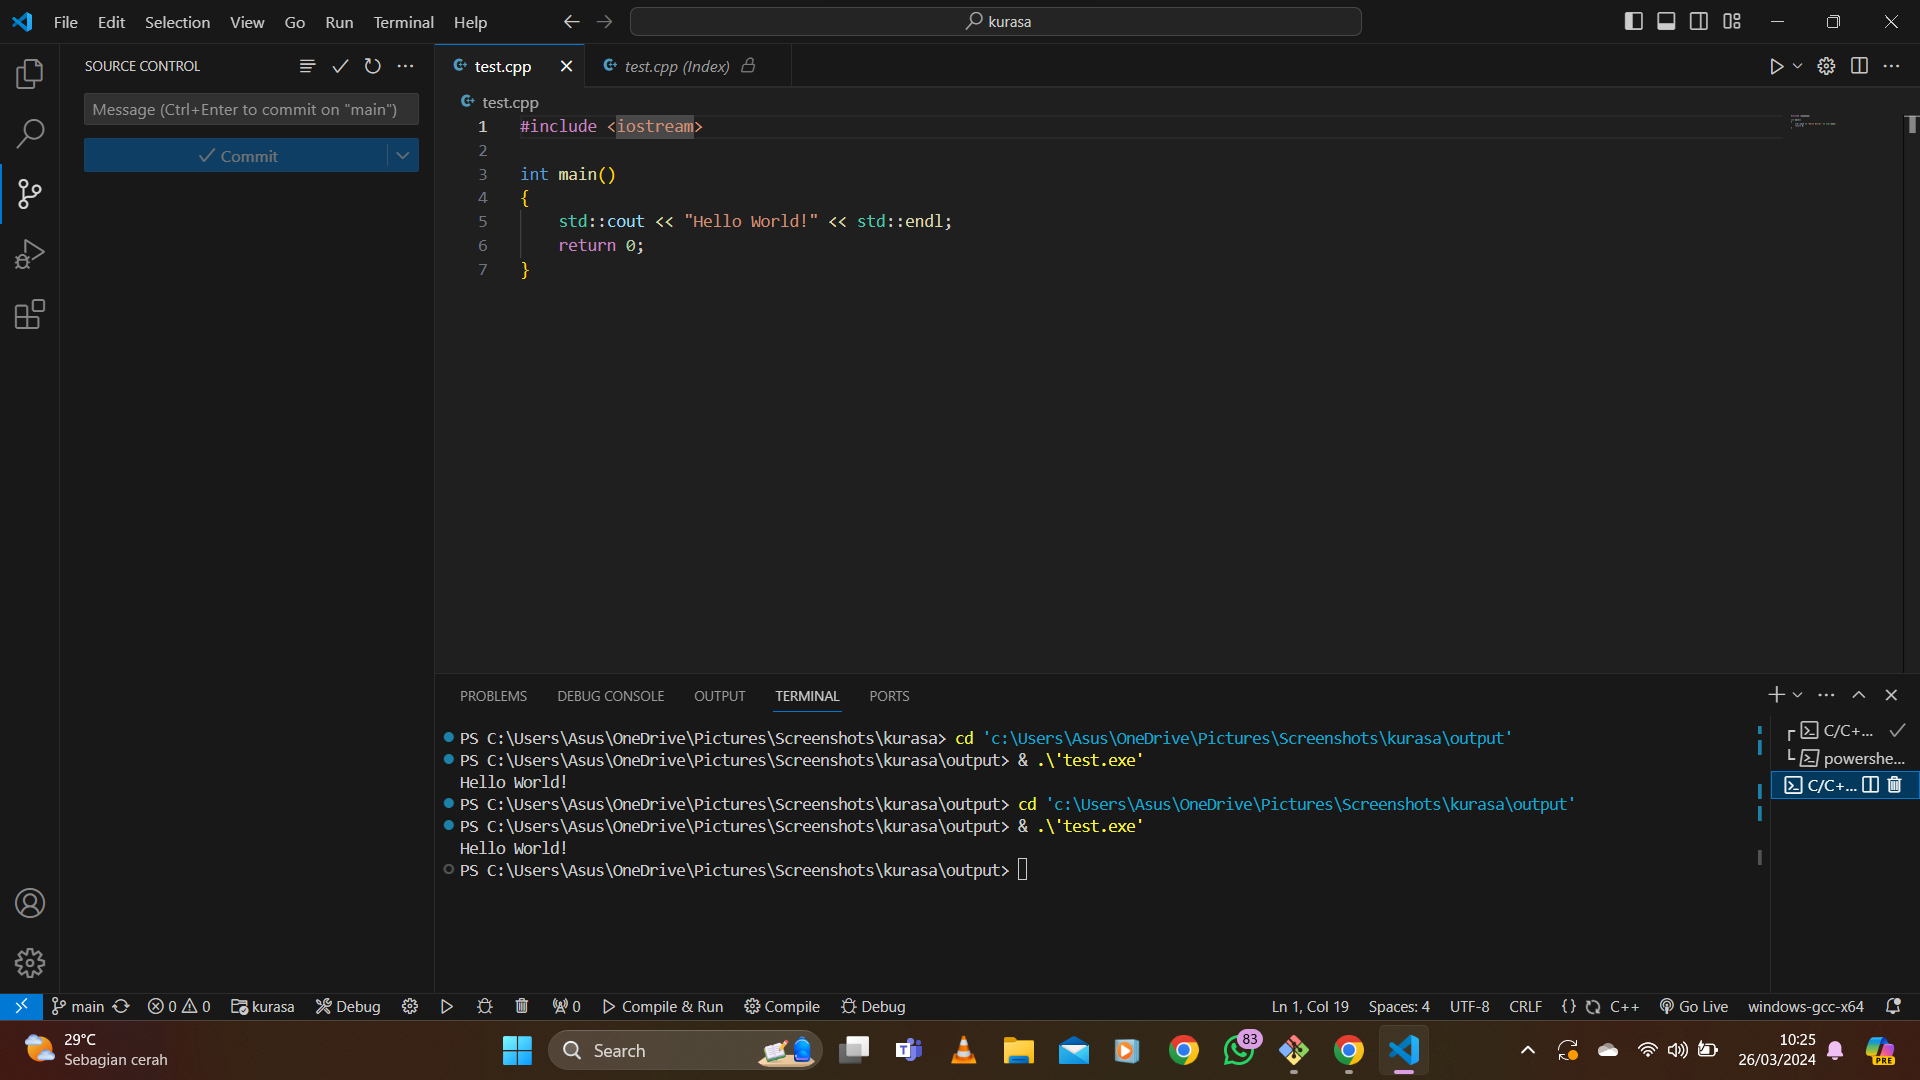 File Edit Selection View Go Run Terminal Help
kurasa
SOURCE CONTROL
Message (Ctrl+Enter to commit on "main")
Commit
test.cpp
test.cpp (Index)
test.cpp
1 #include <iostream>
2
3 int main()
4 {
5 std::cout << "Hello World!" << std::endl;
6 return 0;
7 }
PROBLEMS DEBUG CONSOLE OUTPUT TERMINAL PORTS
PS C:\Users\Asus\OneDrive\Pictures\Screenshots\kurasa> cd 'c:\Users\Asus\OneDrive\Pictures\Screenshots\kurasa\output'
PS C:\Users\Asus\OneDrive\Pictures\Screenshots\kurasa\output> & .\'test.exe'
Hello World!
PS C:\Users\Asus\OneDrive\Pictures\Screenshots\kurasa\output> cd 'c:\Users\Asus\OneDrive\Pictures\Screenshots\kurasa\output'
PS C:\Users\Asus\OneDrive\Pictures\Screenshots\kurasa\output> & .\'test.exe'
Hello World!
PS C:\Users\Asus\OneDrive\Pictures\Screenshots\kurasa\output>
C/C+...
powershe...
C/C+...
main 0 0 kurasa Debug 0 Compile & Run Compile Debug
Ln 1, Col 19 Spaces: 4 UTF-8 CRLF {} C++ Go Live windows-gcc-x64
29°C
Sebagian cerah
Search
83
10:25
26/03/2024
PRE